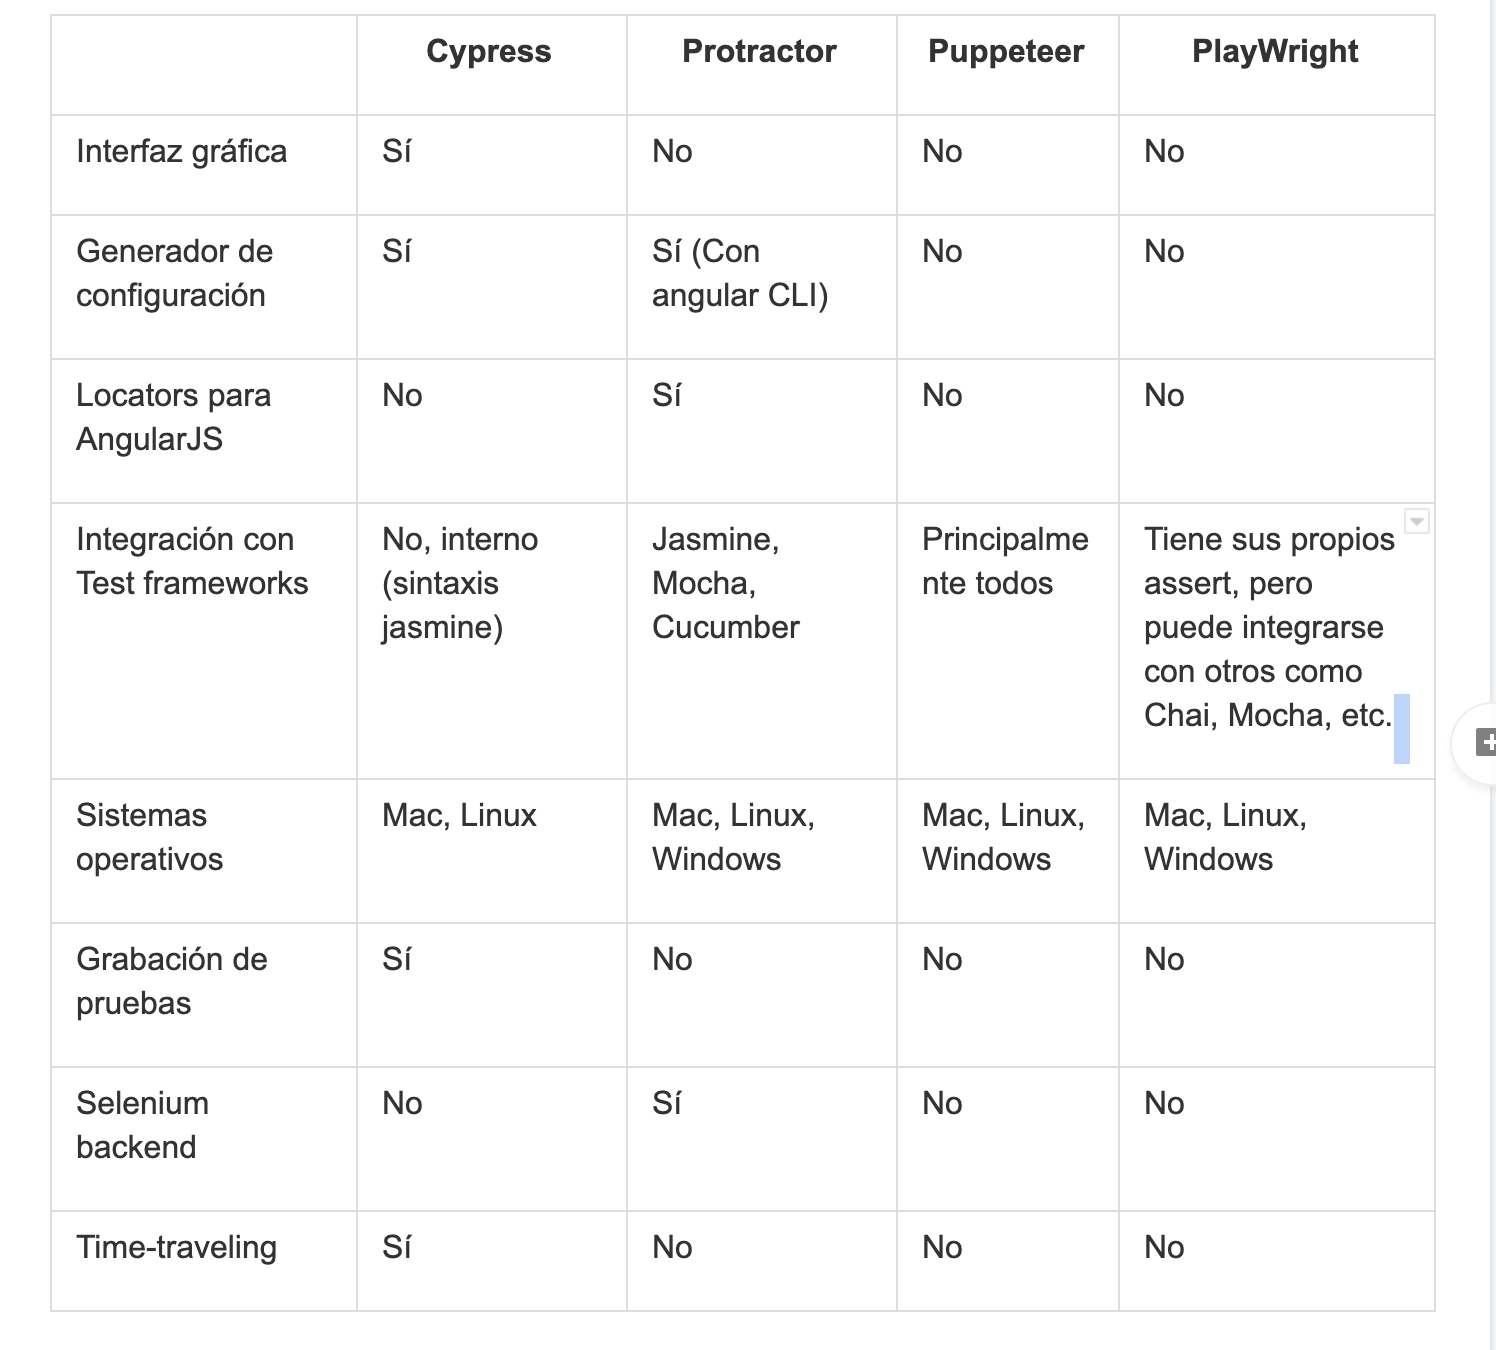 Cypress Protractor Puppeteer PlayWright
Interfaz gráfica Sí No No No
Generador de Sí Sí (Con No No
configuración angular CLI)
Locators para No Sí No No
AngularJS
Integración con No, interno Jasmine, Principalme Tiene sus propios
Test frameworks (sintaxis Mocha, nte todos assert, pero
jasmine) Cucumber puede integrarse
con otros como
Chai, Mocha, etc.
Sistemas Mac, Linux Mac, Linux, Mac, Linux, Mac, Linux,
operativos Windows Windows Windows
Grabación de Sí No No No
pruebas
Selenium No Sí No No
backend
Time-traveling Sí No No No